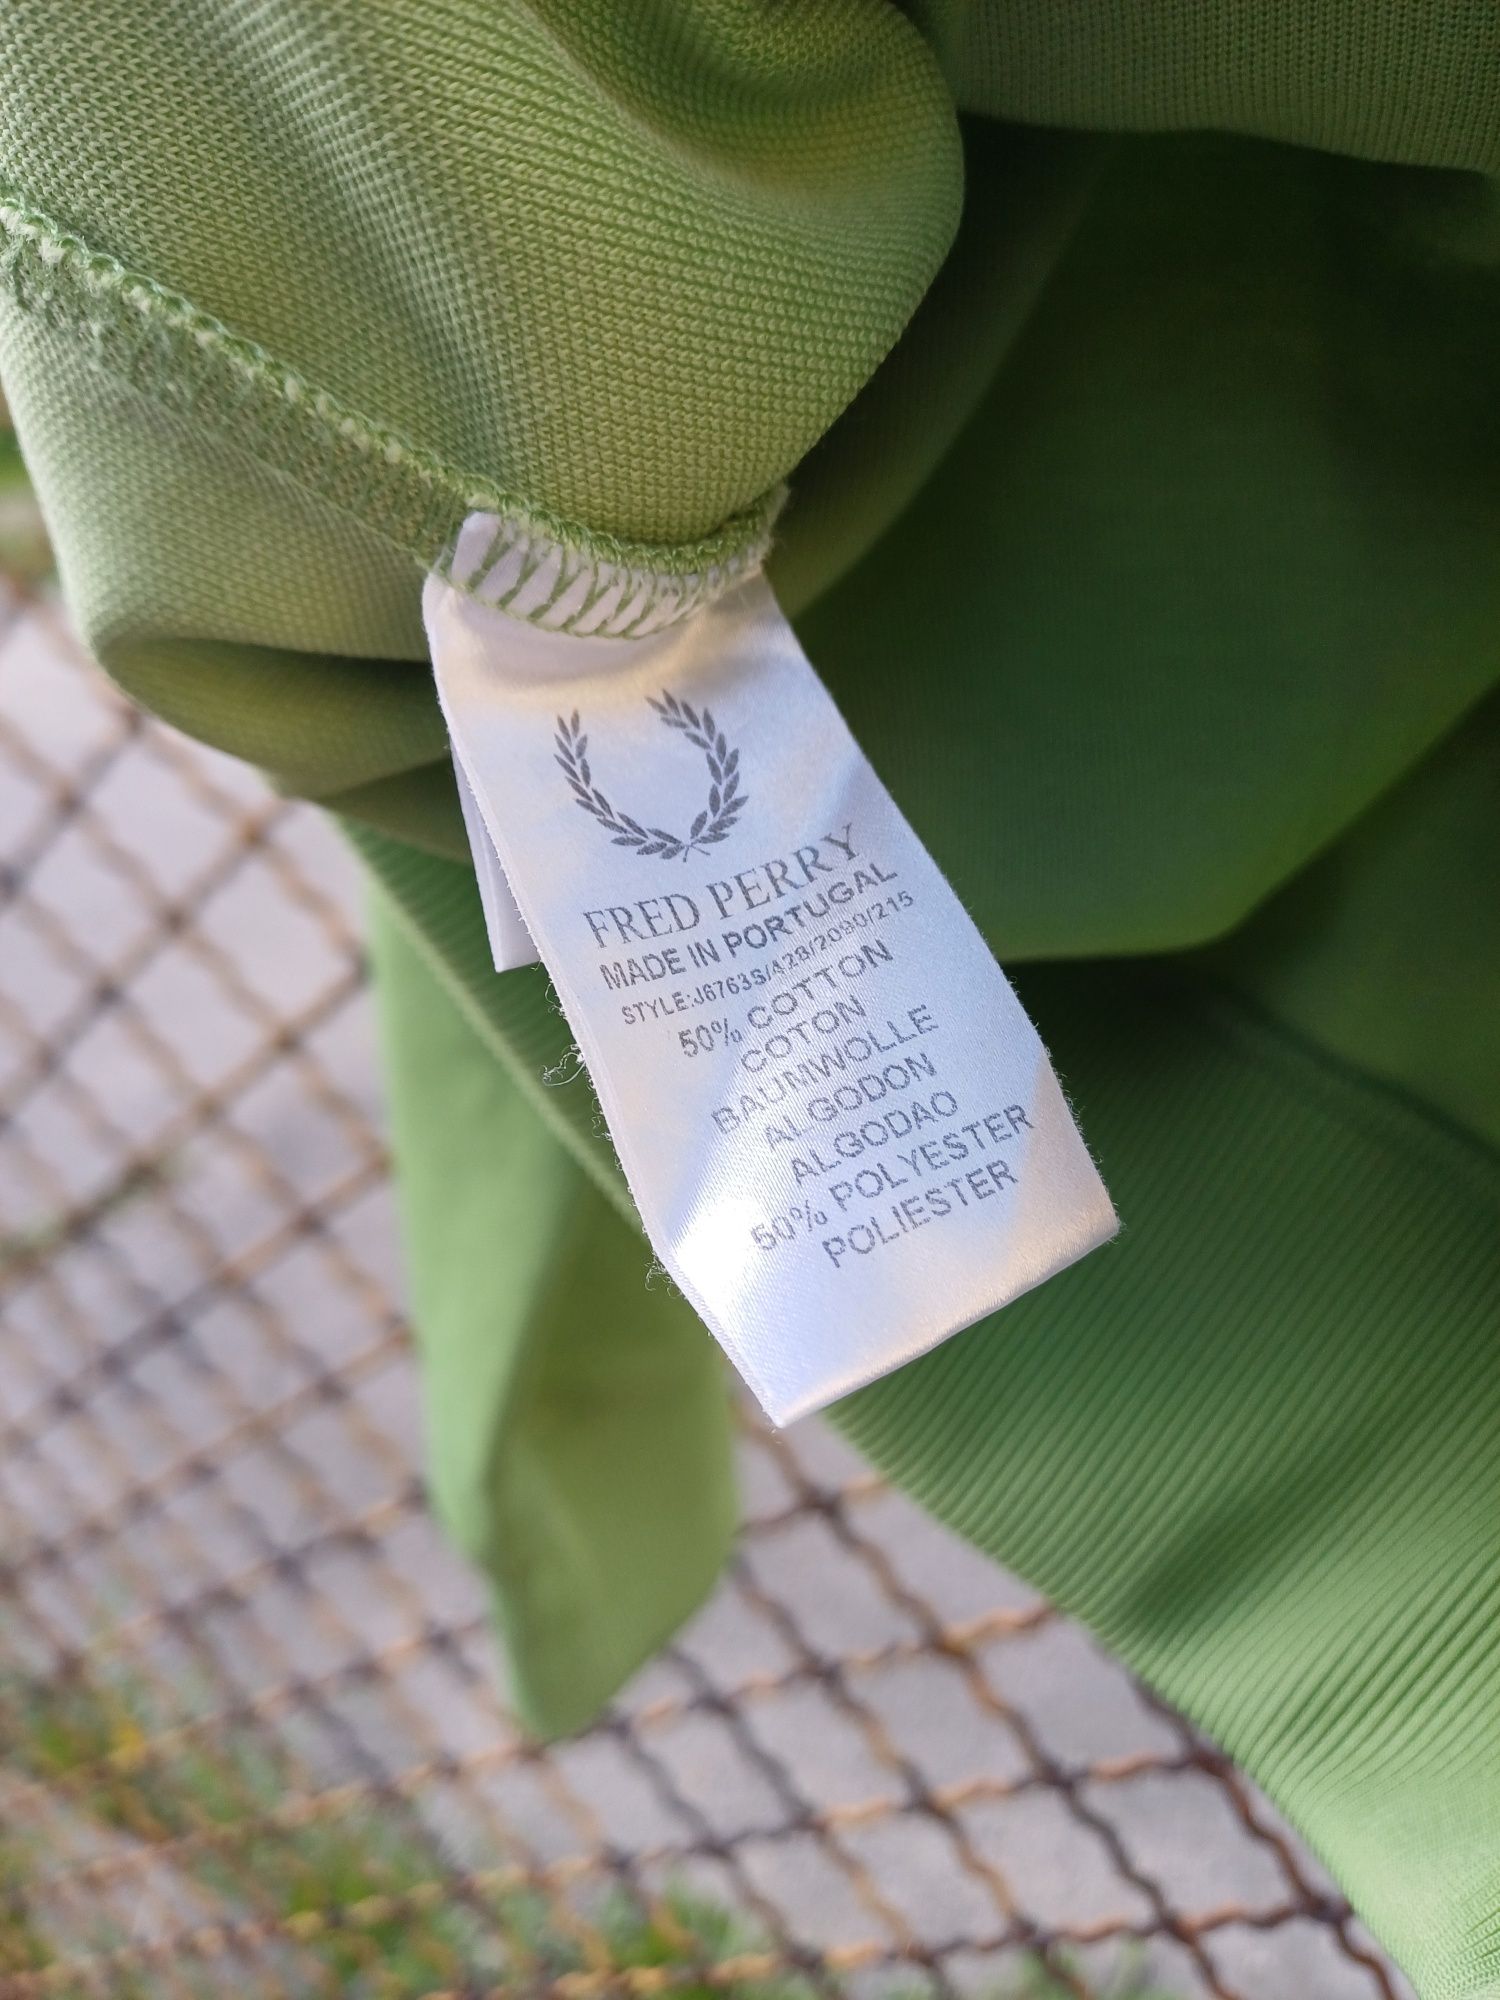 FRED PERRY
MADE IN PORTUGAL
STYLE:J6763S/428/2090/215
50% COTTON
COTON
BAUMWOLLE
ALGODON
ALGODAO
50% POLYESTER
POLIESTER